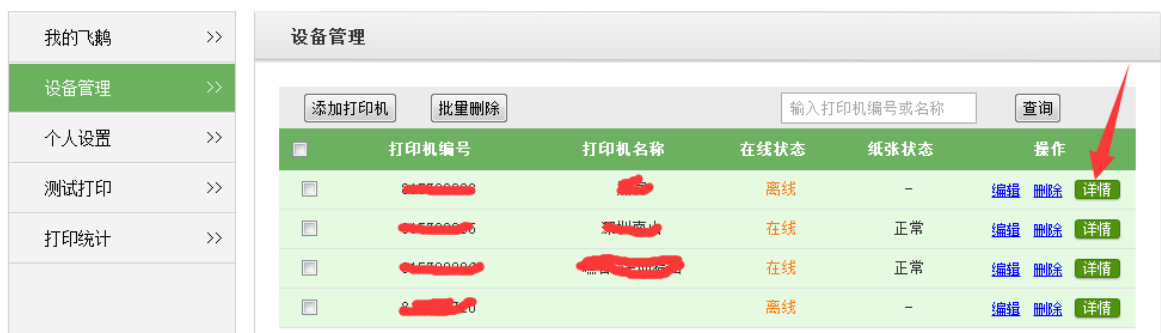 我的飞鹅 >>
设备管理 >>
个人设置 >>
测试打印 >>
打印统计 >>
设备管理
添加打印机 批量删除 输入打印机编号或名称 查询
打印机编号 打印机名称 在线状态 纸张状态 操作
离线 - 编辑 删除 详情
在线 正常 编辑 删除 详情
在线 正常 编辑 删除 详情
离线 - 编辑 删除 详情